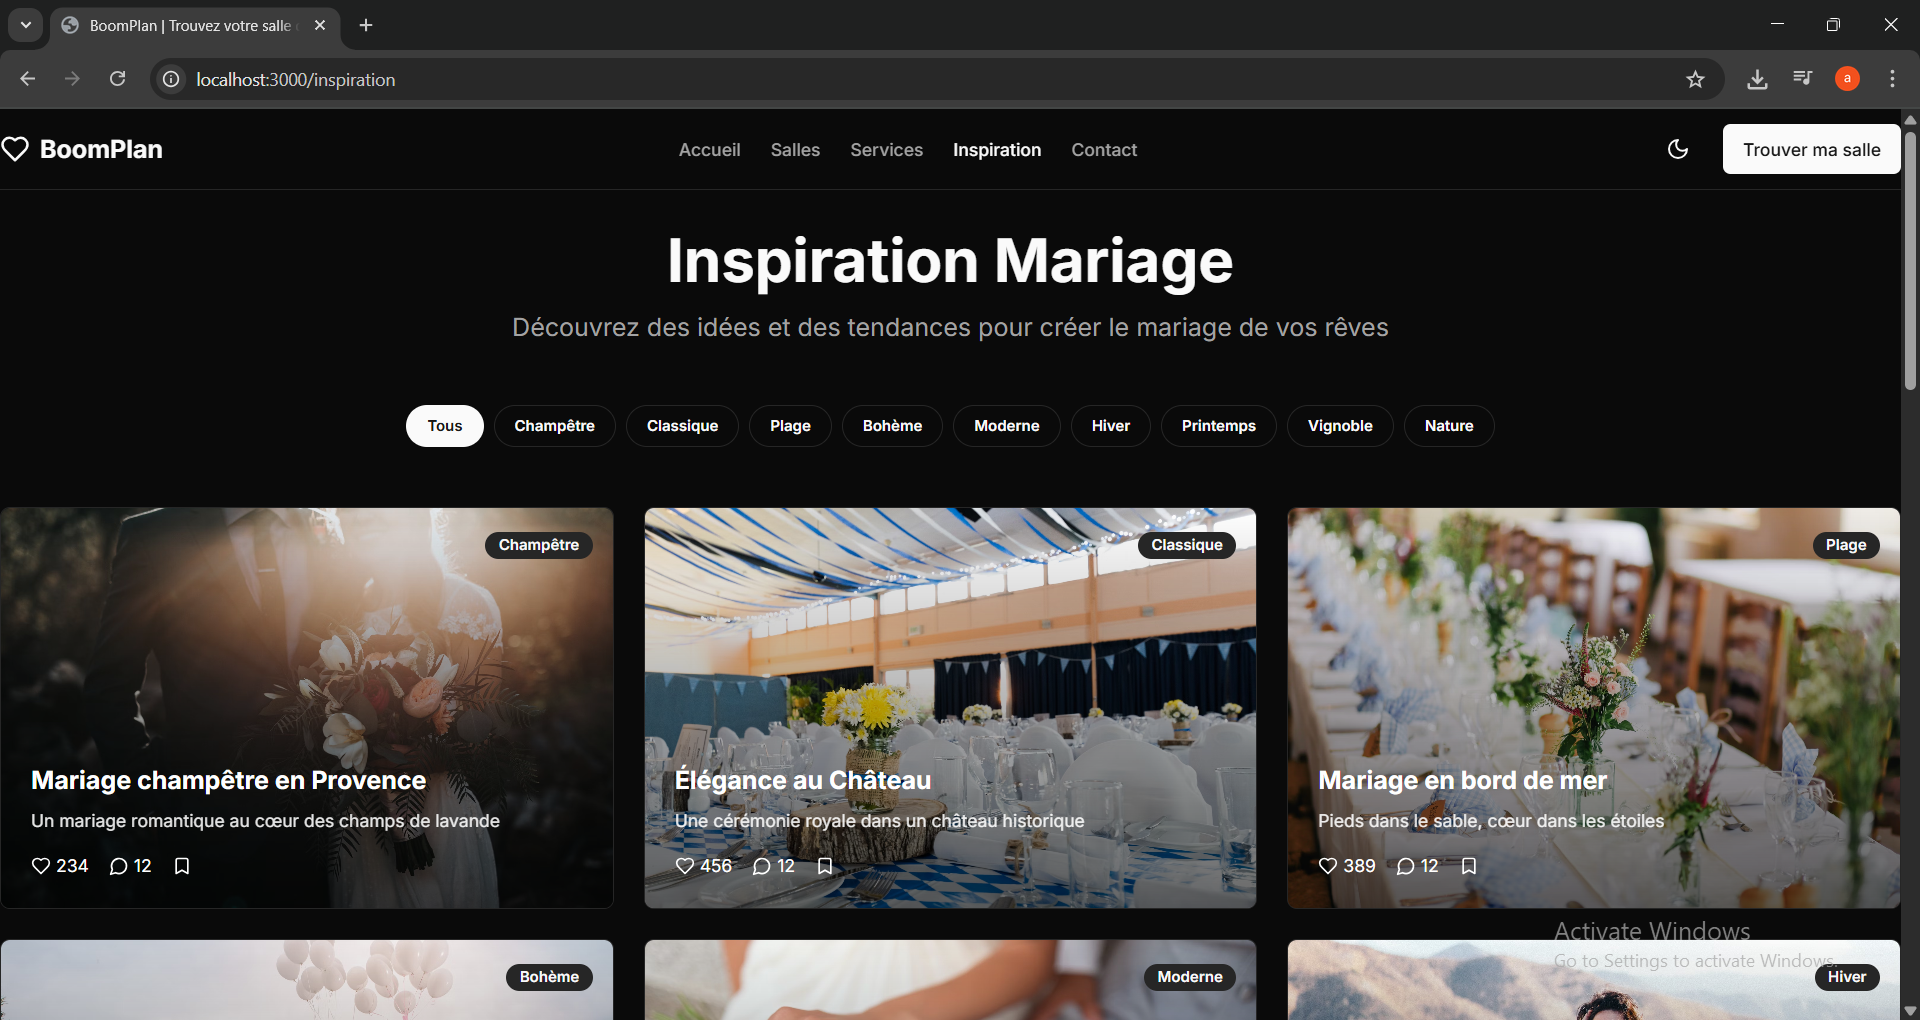 BoomPlan | Trouvez votre salle
localhost:3000/inspiration
a
BoomPlan
Accueil
Salles
Services
Inspiration
Contact
Trouver ma salle
Inspiration Mariage
Découvrez des idées et des tendances pour créer le mariage de vos rêves
Tous
Champêtre
Classique
Plage
Bohème
Moderne
Hiver
Printemps
Vignoble
Nature
Champêtre
Mariage champêtre en Provence
Un mariage romantique au cœur des champs de lavande
234
12
Classique
Élégance au Château
Une cérémonie royale dans un château historique
456
12
Plage
Mariage en bord de mer
Pieds dans le sable, cœur dans les étoiles
389
12
Activate Windows
Go to Settings to activate Windows.
Bohème
Moderne
Hiver